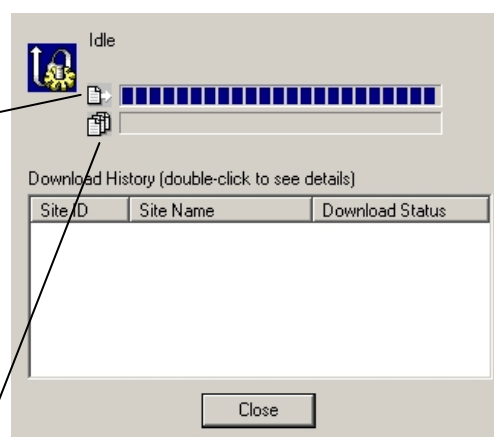 Idle
Download History (double-click to see details)
Site ID Site Name Download Status
Close